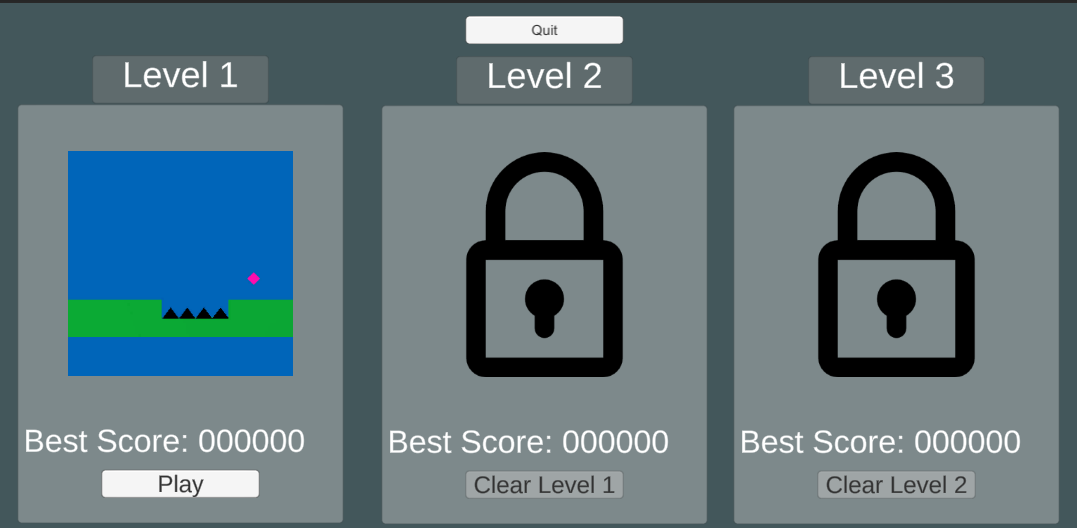 Quit
Level 1
Level 2
Level 3
Best Score: 000000
Best Score: 000000
Best Score: 000000
Play
Clear Level 1
Clear Level 2